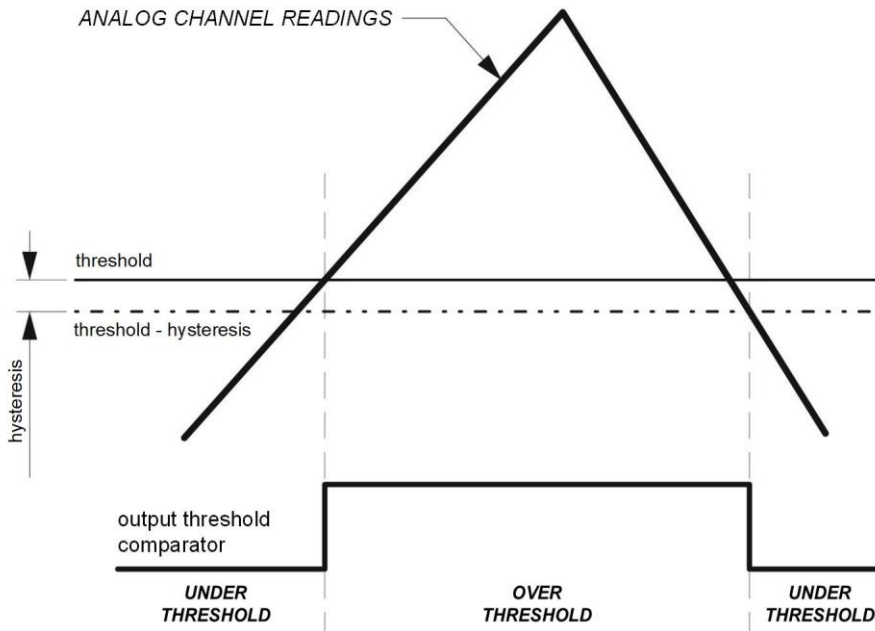 ANALOG CHANNEL READINGS
threshold
threshold - hysteresis
hysteresis
output threshold
comparator
UNDER
THRESHOLD
OVER
THRESHOLD
UNDER
THRESHOLD